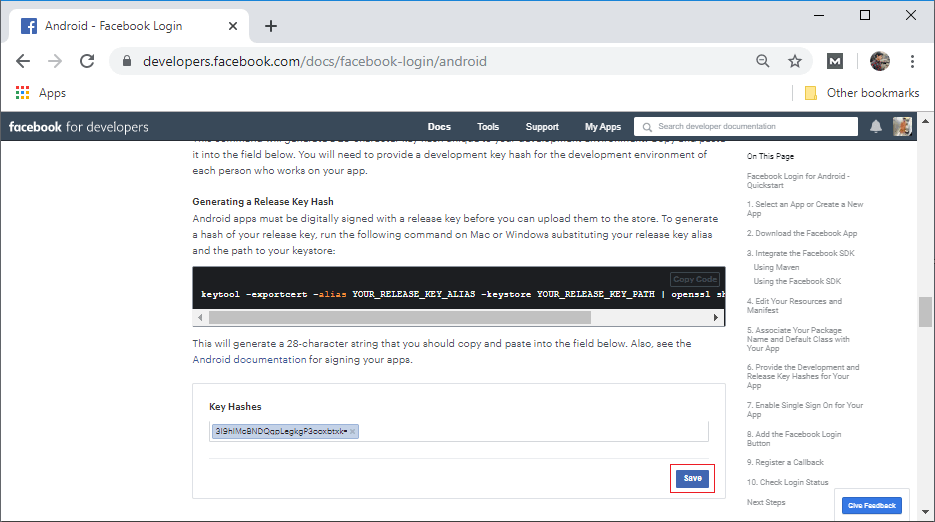 Android - Facebook Login
developers.facebook.com/docs/facebook-login/android
Apps
Other bookmarks
facebook for developers
Docs
Tools
Support
My Apps
Search developer documentation
it into the field below. You will need to provide a development key hash for the development environment of
each person who works on your app.
Generating a Release Key Hash
Android apps must be digitally signed with a release key before you can upload them to the store. To generate
a hash of your release key, run the following command on Mac or Windows substituting your release key alias
and the path to your keystore:
Copy Code
keytool -exportcert -alias YOUR_RELEASE_KEY_ALIAS -keystore YOUR_RELEASE_KEY_PATH | openssl sh
This will generate a 28-character string that you should copy and paste into the field below. Also, see the
Android documentation for signing your apps.
Key Hashes
Save
On This Page
Facebook Login for Android -
Quickstart
1. Select an App or Create a New
App
2. Download the Facebook App
3. Integrate the Facebook SDK
Using Maven
Using the Facebook SDK
4. Edit Your Resources and
Manifest
5. Associate Your Package
Name and Default Class with
Your App
6. Provide the Development and
Release Key Hashes for Your
App
7. Enable Single Sign On for Your
App
8. Add the Facebook Login
Button
9. Register a Callback
10. Check Login Status
Next Steps
Give Feedback